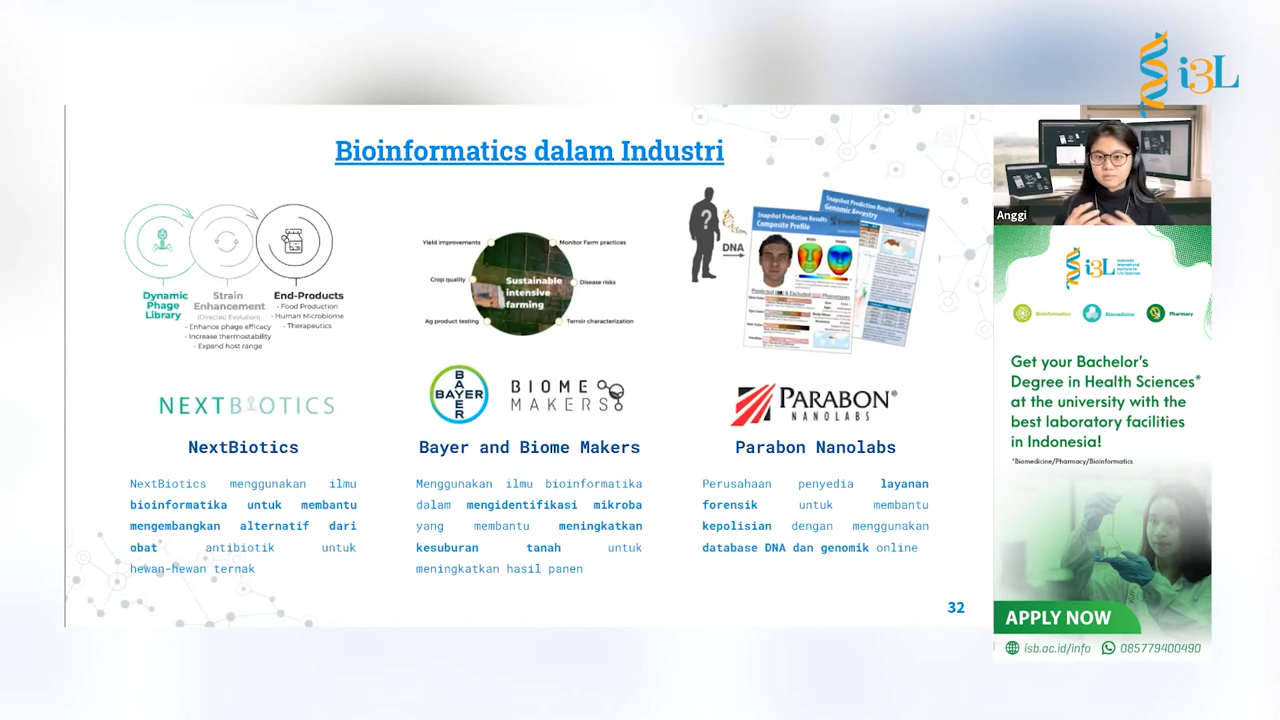 i3L
Bioinformatics dalam Industri
Dynamic
Phage
Library
Strain
Enhancement
(Directed Evolution)
- Enhance phage efficacy
- Increase thermostability
- Expand host range
End-Products
- Food Production
- Human Microbiome
- Therapeutics
NEXTBIOTICS
NextBiotics
NextBiotics menggunakan ilmu
bioinformatika untuk membantu
mengembangkan alternatif dari
obat antibiotik untuk
hewan-hewan ternak
Yield improvements
Monitor Farm practices
Crop quality
Sustainable
intensive
farming
Disease risks
Ag product testing
Terroir characterization
BAYER
BAYER
BIOME
MAKERS
Bayer and Biome Makers
Menggunakan ilmu bioinformatika
dalam mengidentifikasi mikroba
yang membantu meningkatkan
kesuburan tanah untuk
meningkatkan hasil panen
?
DNA
Snapshot Prediction Results
Composite Profile
Snapshot Prediction Results
Genomic Ancestry
PARABON®
NANOLABS
Parabon Nanolabs
Perusahaan penyedia layanan
forensik untuk membantu
kepolisian dengan menggunakan
database DNA dan genomik online
32
Anggi
i3L
Bioinformatics
Biomedicine
Pharmacy
Get your Bachelor's
Degree in Health Sciences*
at the university with the
best laboratory facilities
in Indonesia!
*Biomedicine/Pharmacy/Bioinformatics
APPLY NOW
isb.ac.id/info
085779400490